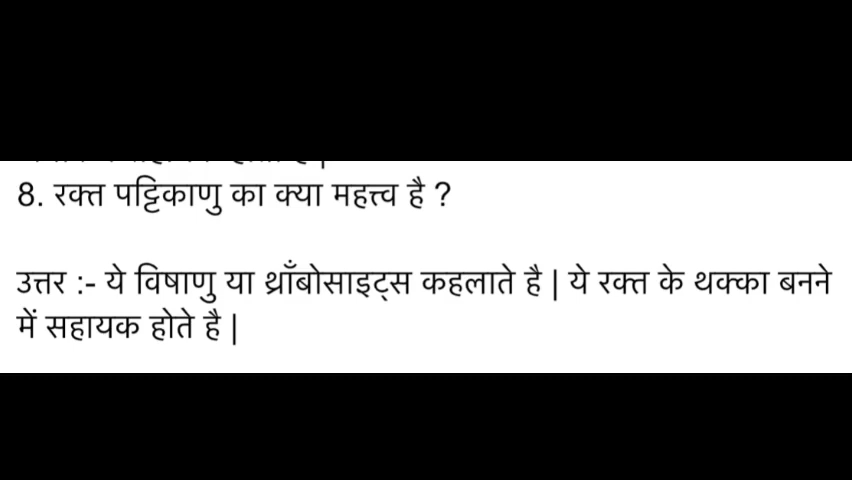 8. रक्त पट्टिकाणु का क्या महत्त्व है ?
उत्तर :- ये विषाणु या थ्रॉंबोसाइट्स कहलाते है | ये रक्त के थक्का बनने
में सहायक होते है |